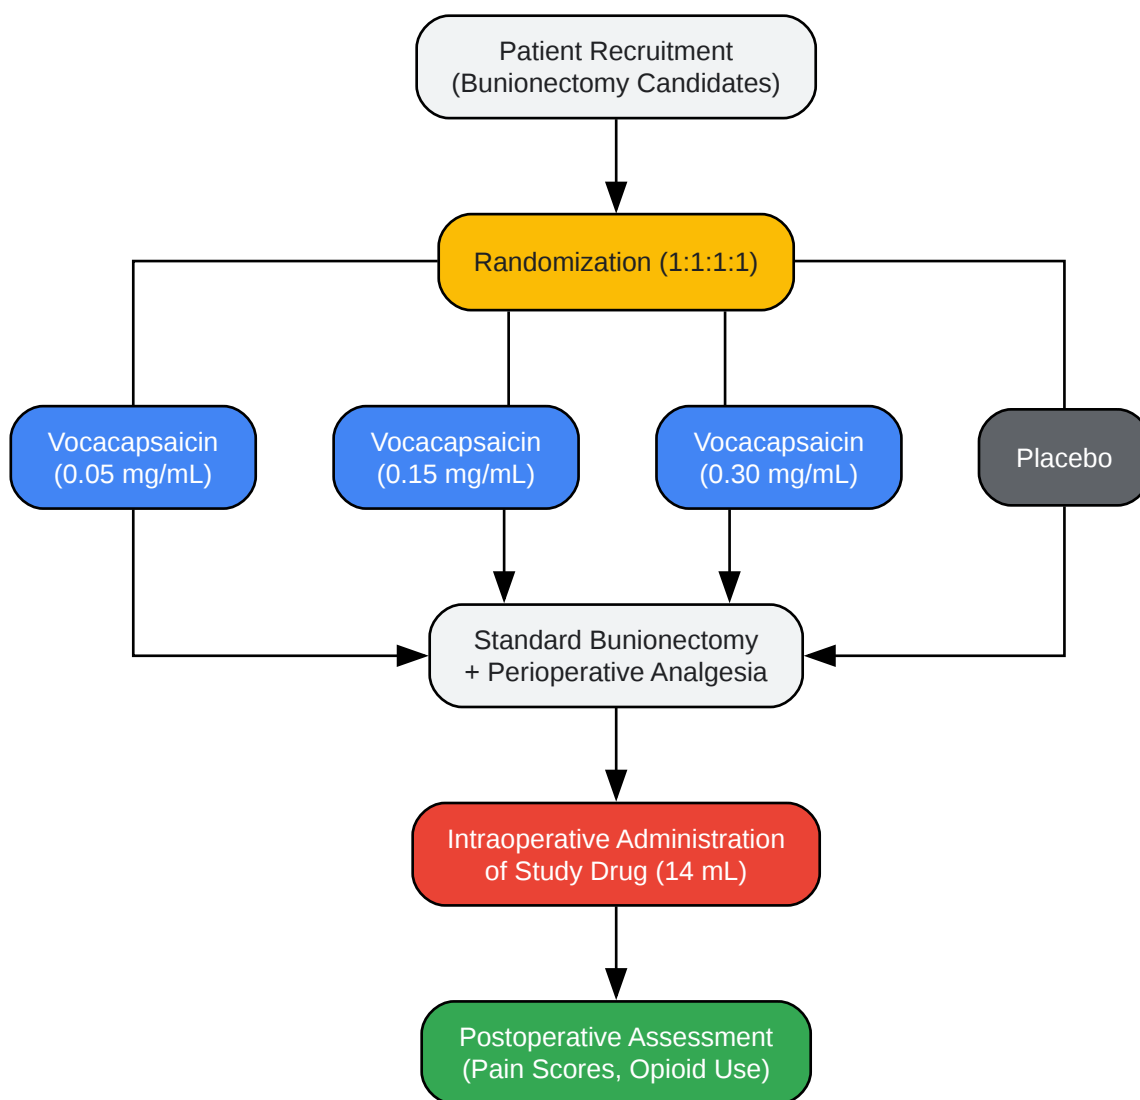 Patient Recruitment
(Bunionectomy Candidates)
Randomization (1:1:1:1)
Vocacapsaicin
(0.05 mg/mL)
Vocacapsaicin
(0.15 mg/mL)
Vocacapsaicin
(0.30 mg/mL)
Placebo
Standard Bunionectomy
+ Perioperative Analgesia
Intraoperative Administration
of Study Drug (14 mL)
Postoperative Assessment
(Pain Scores, Opioid Use)